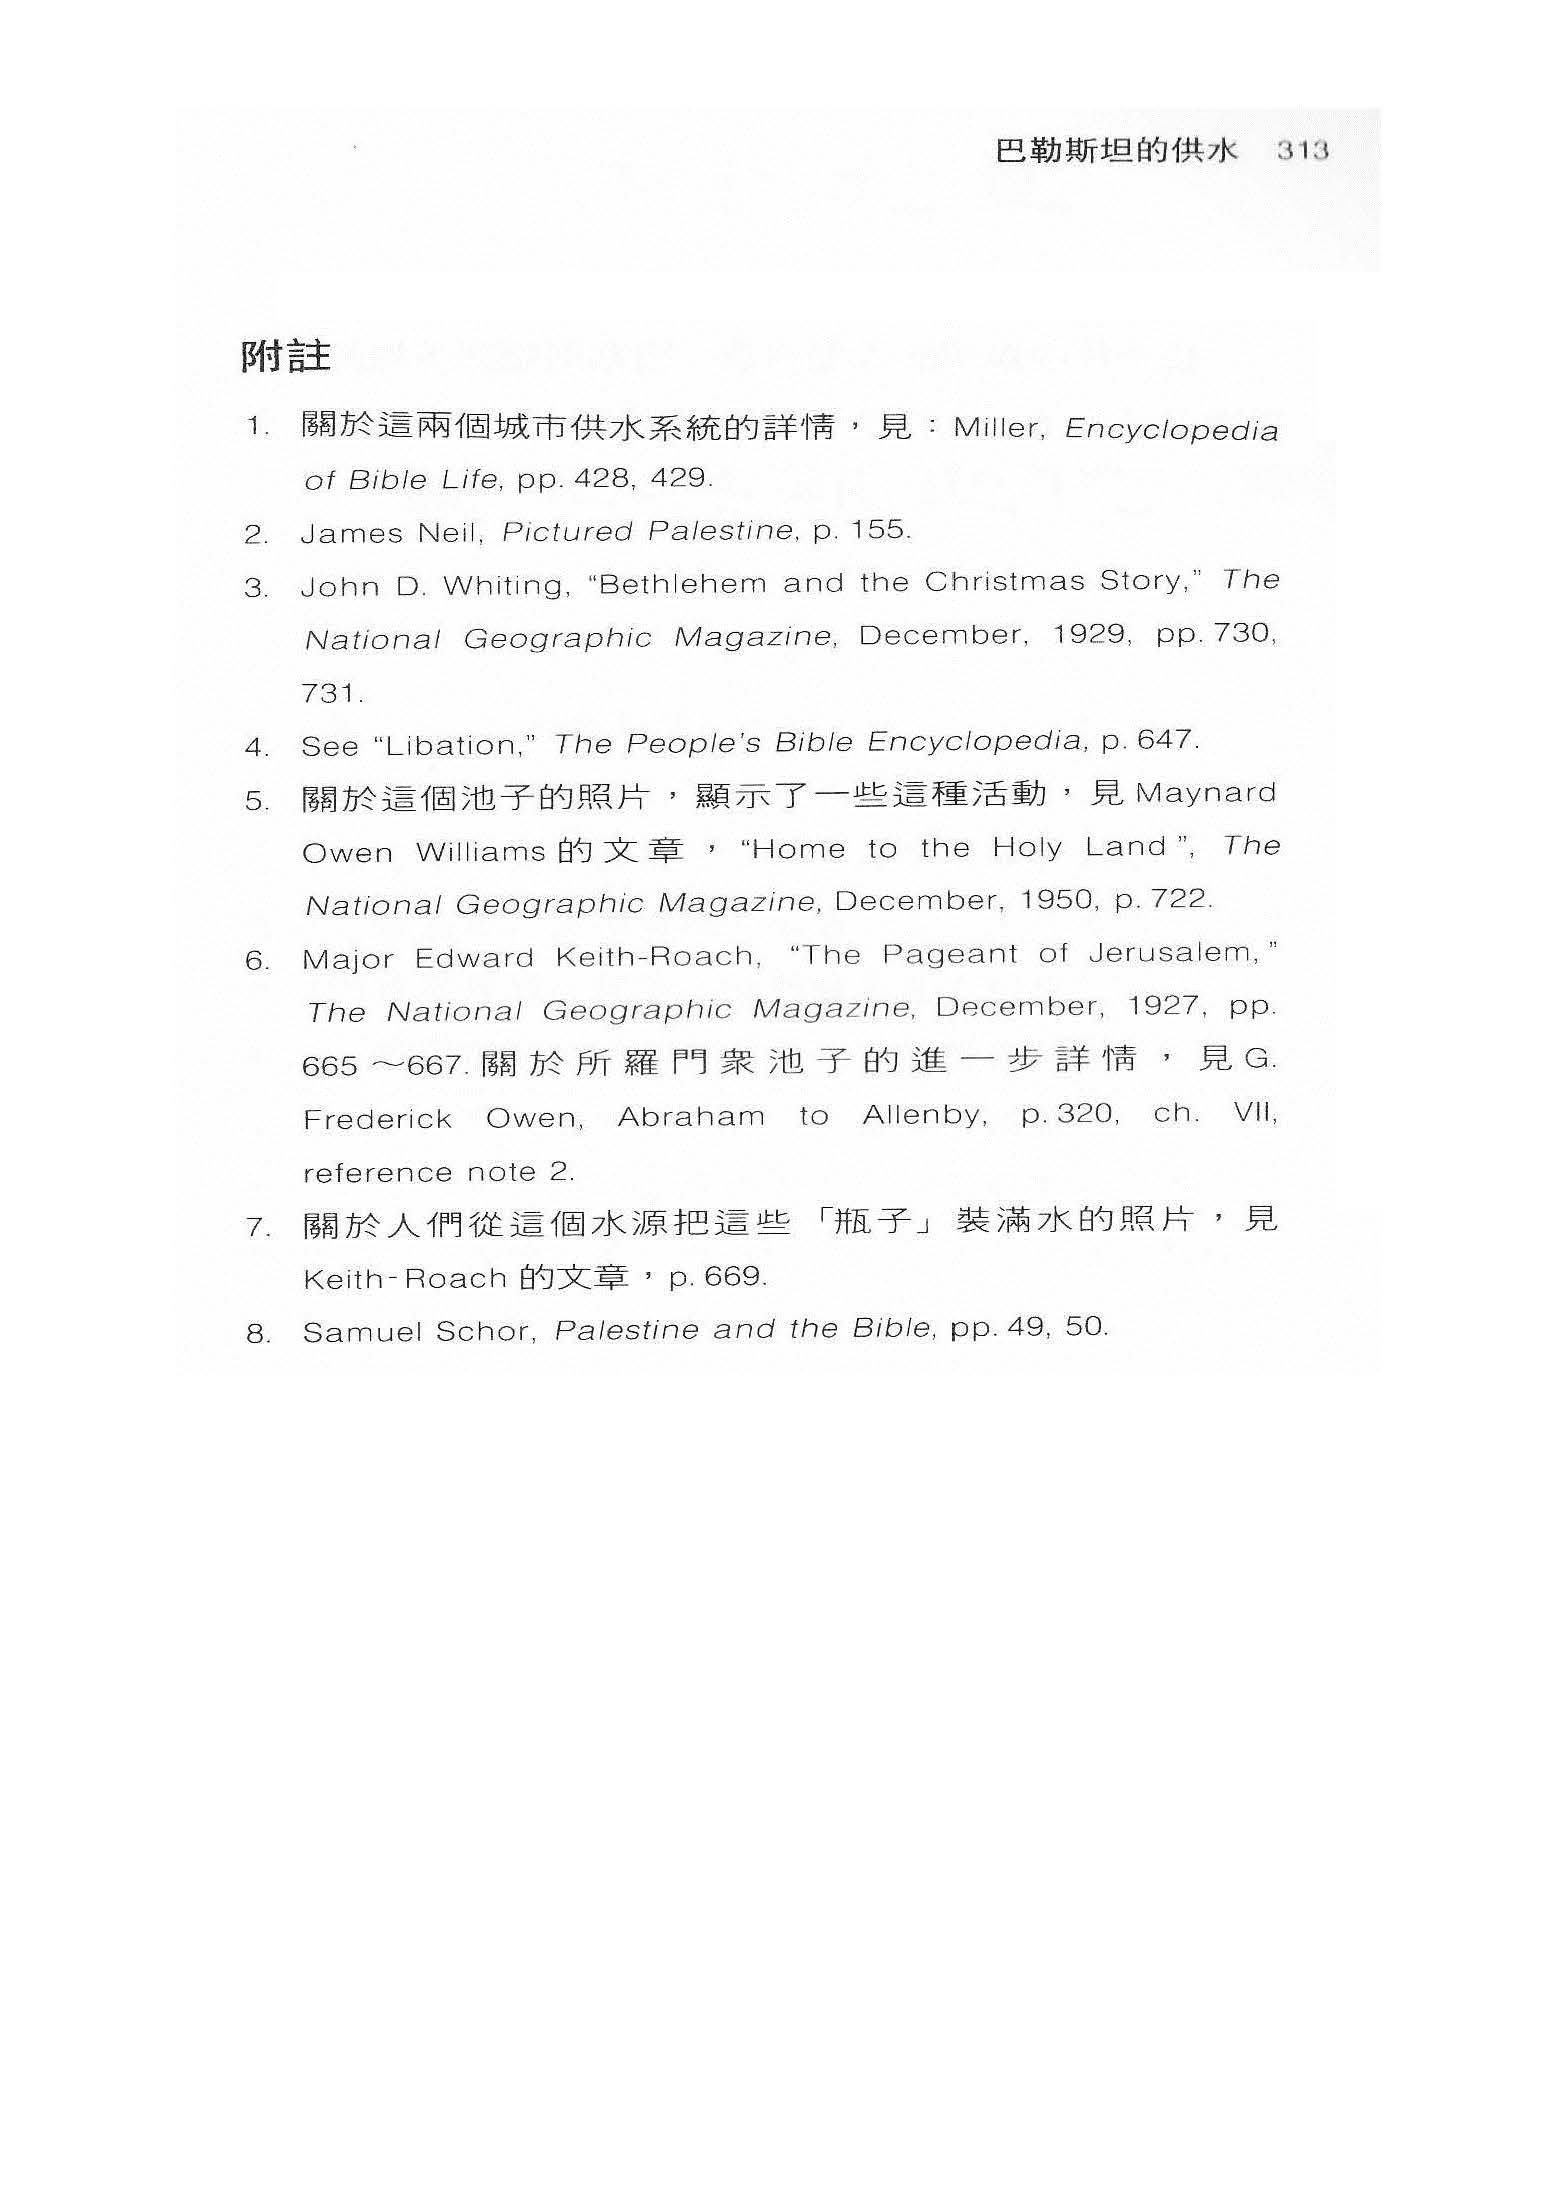 巴勒斯坦的供水 313
附註
1. 關於這兩個城市供水系統的詳情，見：Miller, Encyclopedia
of Bible Life, pp. 428, 429.
2. James Neil, Pictured Palestine, p. 155.
3. John D. Whiting, “Bethlehem and the Christmas Story,” The
National Geographic Magazine, December, 1929, pp. 730,
731.
4. See “Libation,” The People's Bible Encyclopedia, p. 647.
5. 關於這個池子的照片，顯示了一些這種活動，見 Maynard
Owen Williams 的文章，“Home to the Holy Land”, The
National Geographic Magazine, December, 1950, p. 722.
6. Major Edward Keith-Roach, “The Pageant of Jerusalem,”
The National Geographic Magazine, December, 1927, pp.
665～667. 關於所羅門眾池子的進一步詳情，見 G.
Frederick Owen, Abraham to Allenby, p. 320, ch. VII,
reference note 2.
7. 關於人們從這個水源把這些「瓶子」裝滿水的照片，見
Keith-Roach 的文章，p. 669.
8. Samuel Schor, Palestine and the Bible, pp. 49, 50.